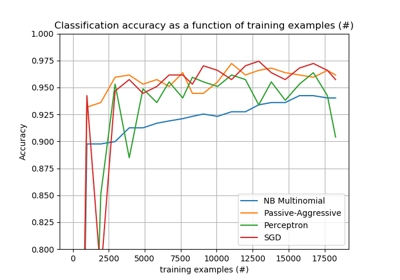 Classification accuracy as a function of training examples (#)
1.000
0.975
0.950
0.925
0.900
0.875
0.850
0.825
0.800
Accuracy
NB Multinomial
Passive-Aggressive
Perceptron
SGD
0 2500 5000 7500 10000 12500 15000 17500
training examples (#)